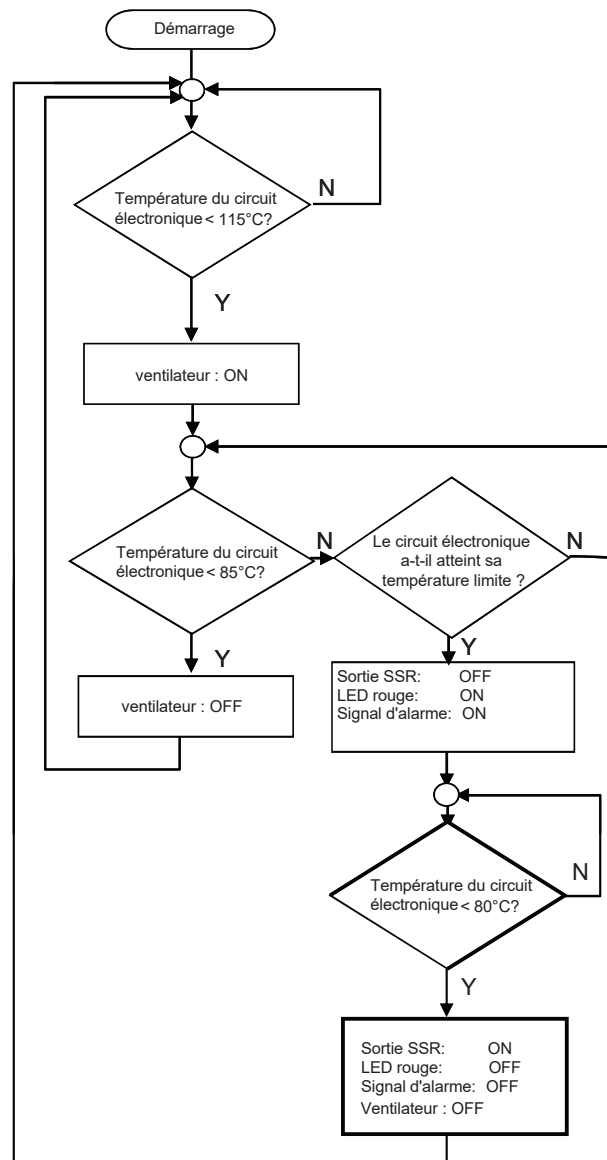 Démarrage
Température du circuit
électronique < 115°C?
N
Y
ventilateur : ON
Température du circuit
électronique < 85°C?
N
Le circuit électronique
a-t-il atteint sa
température limite ?
N
Y
Y
ventilateur : OFF
Sortie SSR: OFF
LED rouge: ON
Signal d'alarme: ON
Température du circuit
électronique < 80°C?
N
Y
Sortie SSR: ON
LED rouge: OFF
Signal d'alarme: OFF
Ventilateur : OFF